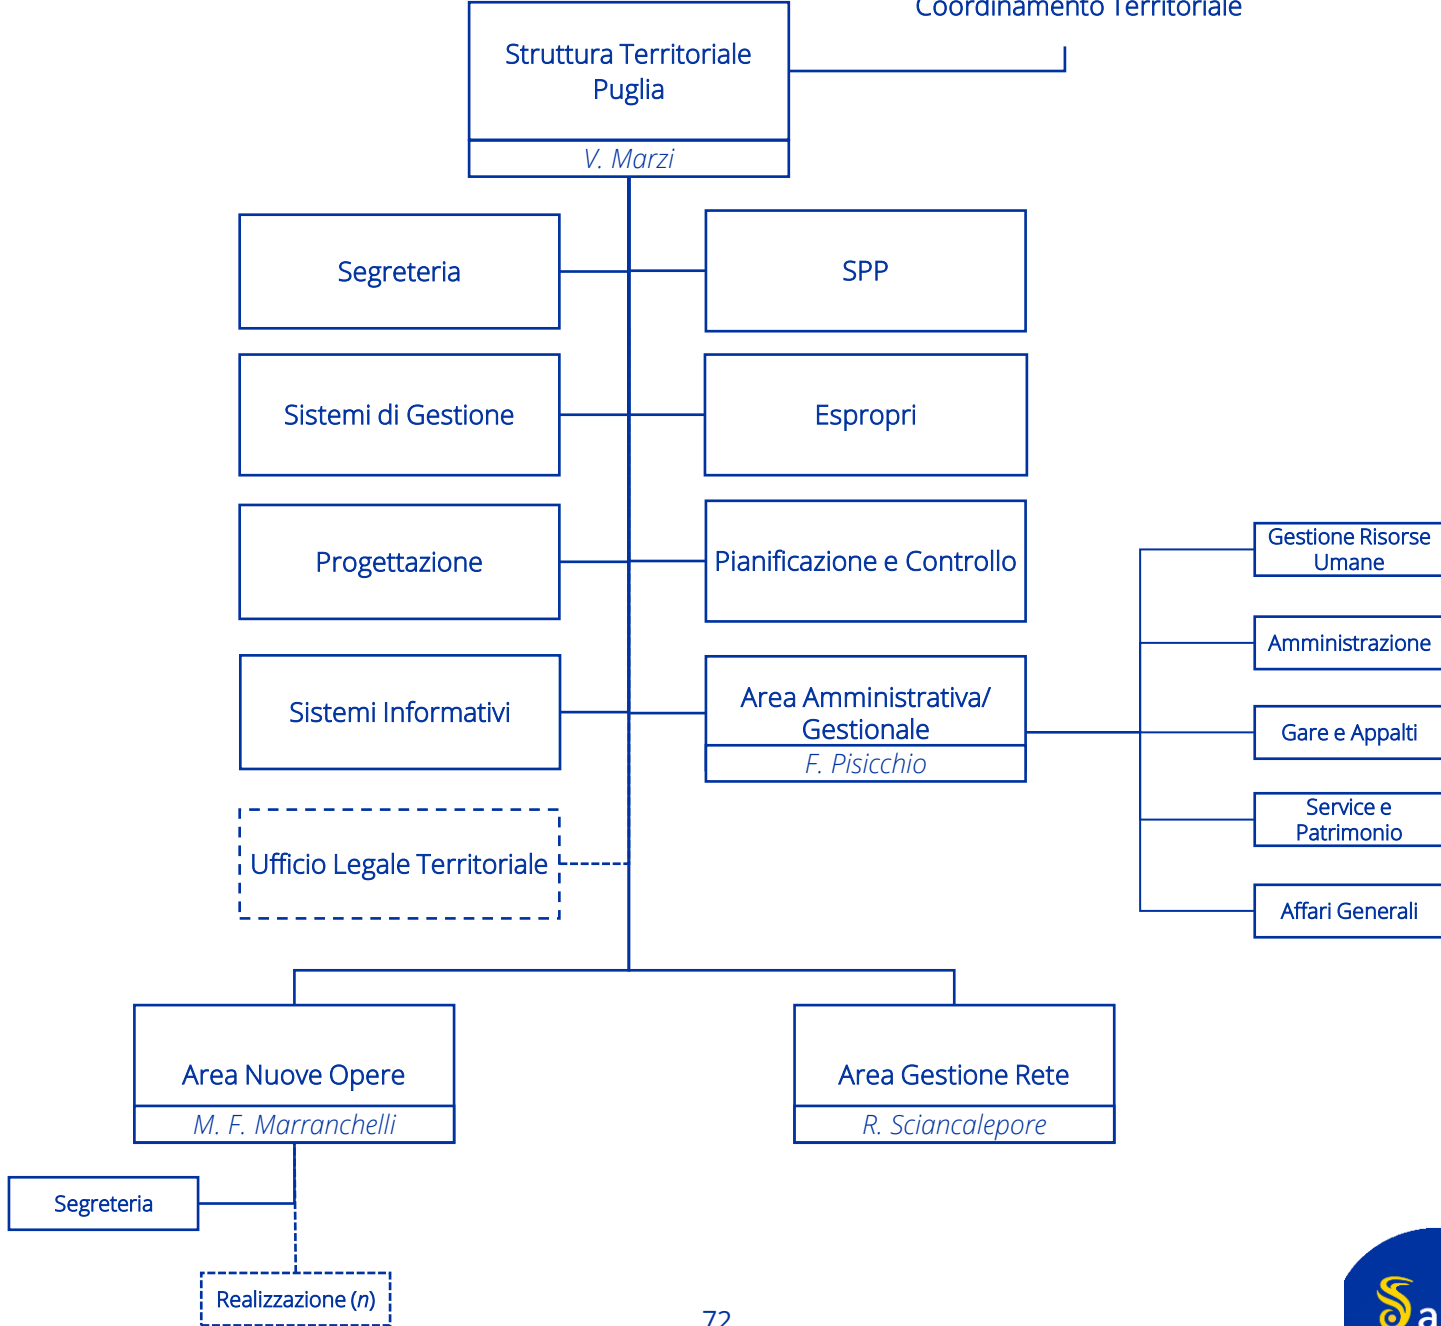 Coordinamento Territoriale
Struttura Territoriale
Puglia
V. Marzi
Segreteria
SPP
Sistemi di Gestione
Espropri
Progettazione
Pianificazione e Controllo
Gestione Risorse
Umane
Amministrazione
Sistemi Informativi
Area Amministrativa/
Gestionale
F. Pisicchio
Gare e Appalti
Service e
Patrimonio
Ufficio Legale Territoriale
Affari Generali
Area Nuove Opere
M. F. Marranchelli
Area Gestione Rete
R. Sciancalepore
Segreteria
Realizzazione (n)
72